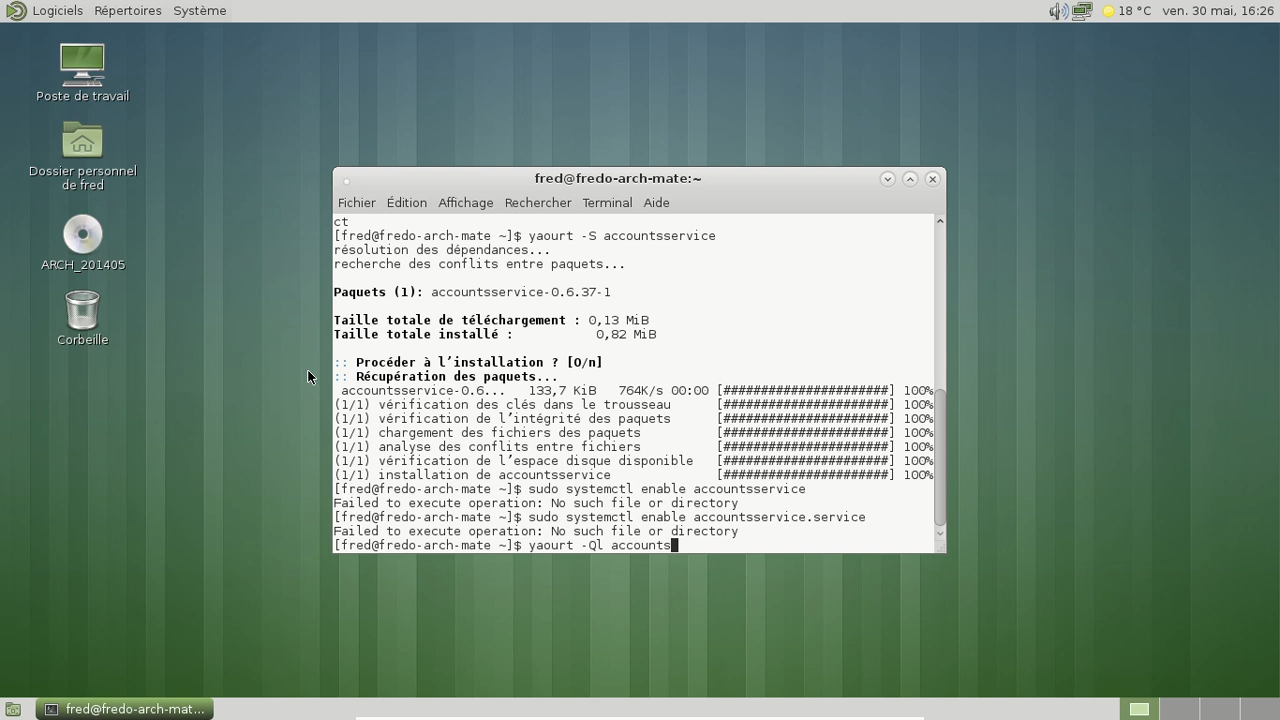 Logiciels Répertoires Système 18 °C ven. 30 mai, 16:26
Poste de travail
Dossier personnel
de fred
ARCH_201405
Corbeille
fred@fredo-arch-mate:~
Fichier Édition Affichage Rechercher Terminal Aide
ct
[fred@fredo-arch-mate ~]$ yaourt -S accountsservice
résolution des dépendances...
recherche des conflits entre paquets...
Paquets (1): accountsservice-0.6.37-1
Taille totale de téléchargement : 0,13 MiB
Taille totale installé : 0,82 MiB
:: Procéder à l’installation ? [O/n]
:: Récupération des paquets...
accountsservice-0.6... 133,7 KiB 764K/s 00:00 [######################] 100%
(1/1) vérification des clés dans le trousseau [######################] 100%
(1/1) vérification de l’intégrité des paquets [######################] 100%
(1/1) chargement des fichiers des paquets [######################] 100%
(1/1) analyse des conflits entre fichiers [######################] 100%
(1/1) vérification de l’espace disque disponible [######################] 100%
(1/1) installation de accountsservice [######################] 100%
[fred@fredo-arch-mate ~]$ sudo systemctl enable accountsservice
Failed to execute operation: No such file or directory
[fred@fredo-arch-mate ~]$ sudo systemctl enable accountsservice.service
Failed to execute operation: No such file or directory
[fred@fredo-arch-mate ~]$ yaourt -Ql accounts
fred@fredo-arch-mat...